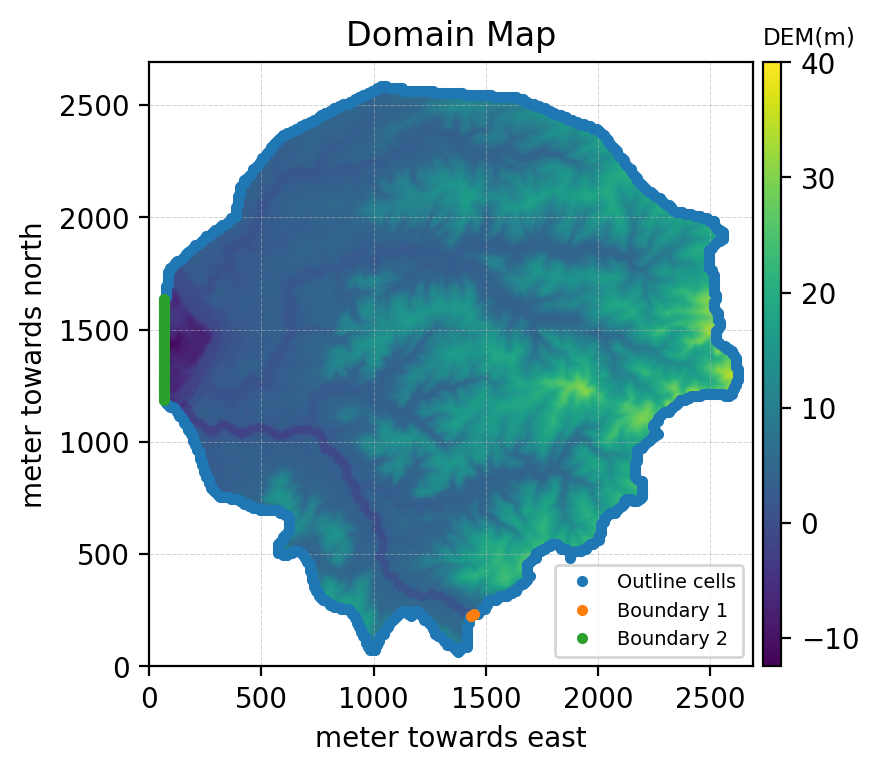 Domain Map
DEM(m)
meter towards north
2500
2000
1500
1000
500
0
0
500
1000
1500
2000
2500
meter towards east
40
30
20
10
0
−10
Outline cells
Boundary 1
Boundary 2